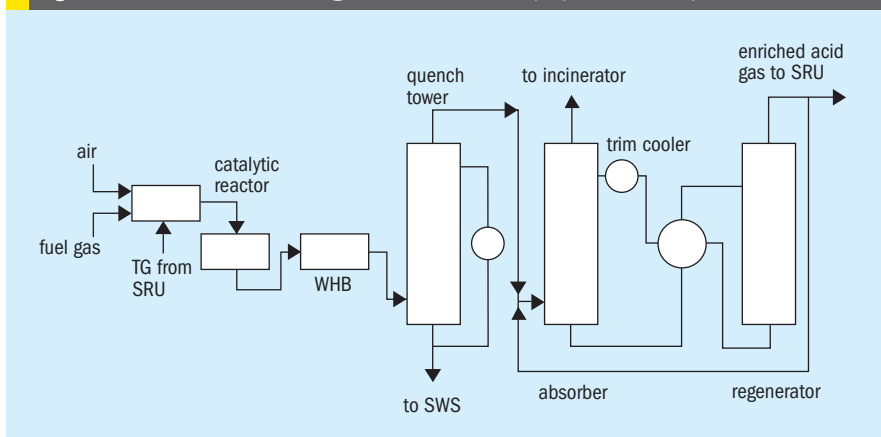 enriched acid
gas to SRU
quench
tower
to incinerator
air
catalytic
reactor
trim cooler
fuel gas
TG from
SRU
WHB
to SWS
absorber
regenerator